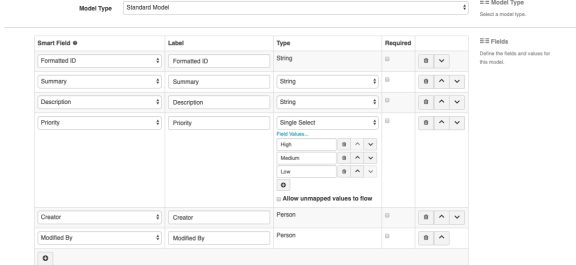 Model Type Standard Model
Model Type
Select a model type.
Smart Field Label Type Required
Fields
Define the fields and values for
this model.
Formatted ID Formatted ID String
Summary Summary String
Description Description String
Priority Priority Single Select
Field Values...
High
Medium
Low
Allow unmapped values to flow
Creator Creator Person
Modified By Modified By Person